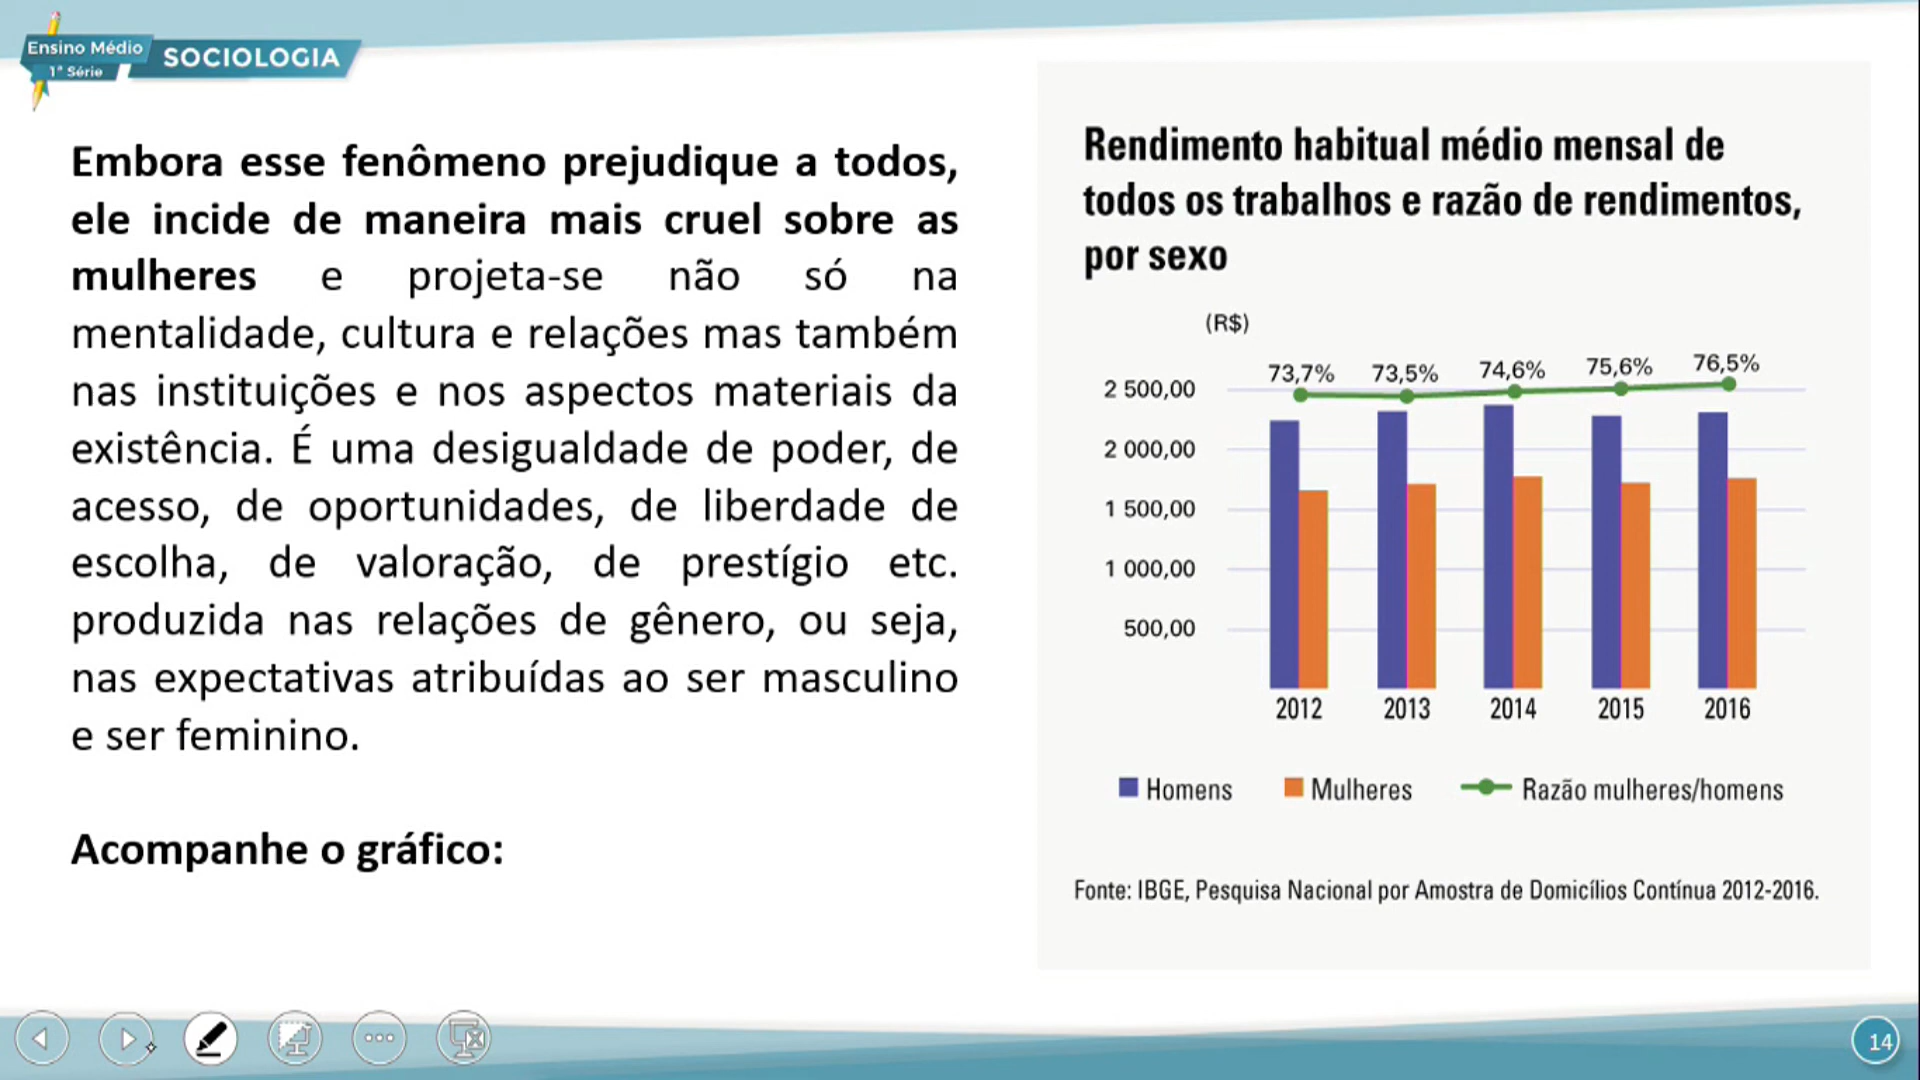 Ensino Médio
1ª Série
SOCIOLOGIA
Embora esse fenômeno prejudique a todos,
ele incide de maneira mais cruel sobre as
mulheres e projeta-se não só na
mentalidade, cultura e relações mas também
nas instituições e nos aspectos materiais da
existência. É uma desigualdade de poder, de
acesso, de oportunidades, de liberdade de
escolha, de valoração, de prestígio etc.
produzida nas relações de gênero, ou seja,
nas expectativas atribuídas ao ser masculino
e ser feminino.
Acompanhe o gráfico:
Rendimento habitual médio mensal de
todos os trabalhos e razão de rendimentos,
por sexo
(R$)
73,7% 73,5% 74,6% 75,6% 76,5%
2 500,00
2 000,00
1 500,00
1 000,00
500,00
2012 2013 2014 2015 2016
Homens Mulheres Razão mulheres/homens
Fonte: IBGE, Pesquisa Nacional por Amostra de Domicílios Contínua 2012-2016.
14